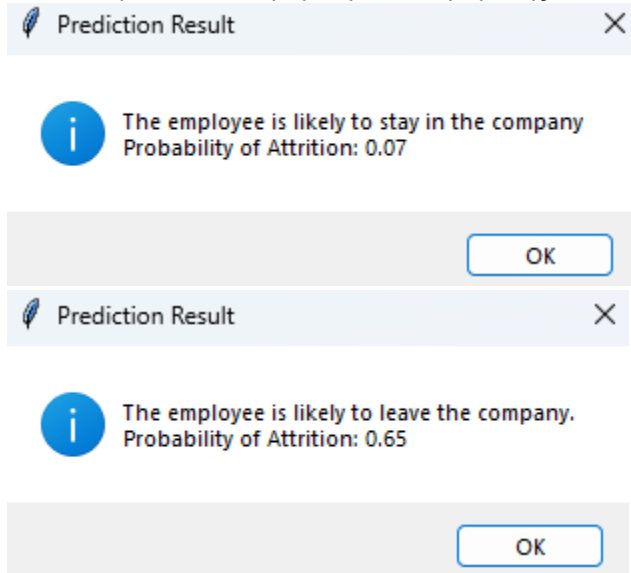 Prediction Result
The employee is likely to stay in the company
Probability of Attrition: 0.07
OK
Prediction Result
The employee is likely to leave the company.
Probability of Attrition: 0.65
OK